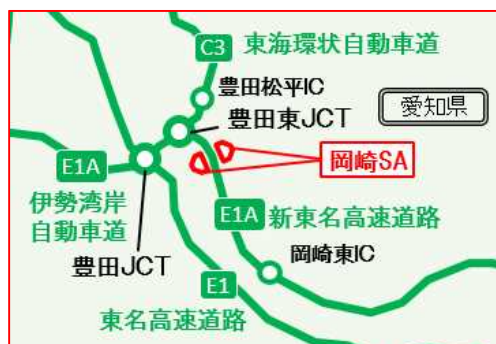 C3 東海環状自動車道
豊田松平IC
豊田東JCT
愛知県
岡崎SA
E1A
伊勢湾岸
自動車道
E1A 新東名高速道路
豊田JCT
岡崎東IC
E1
東名高速道路